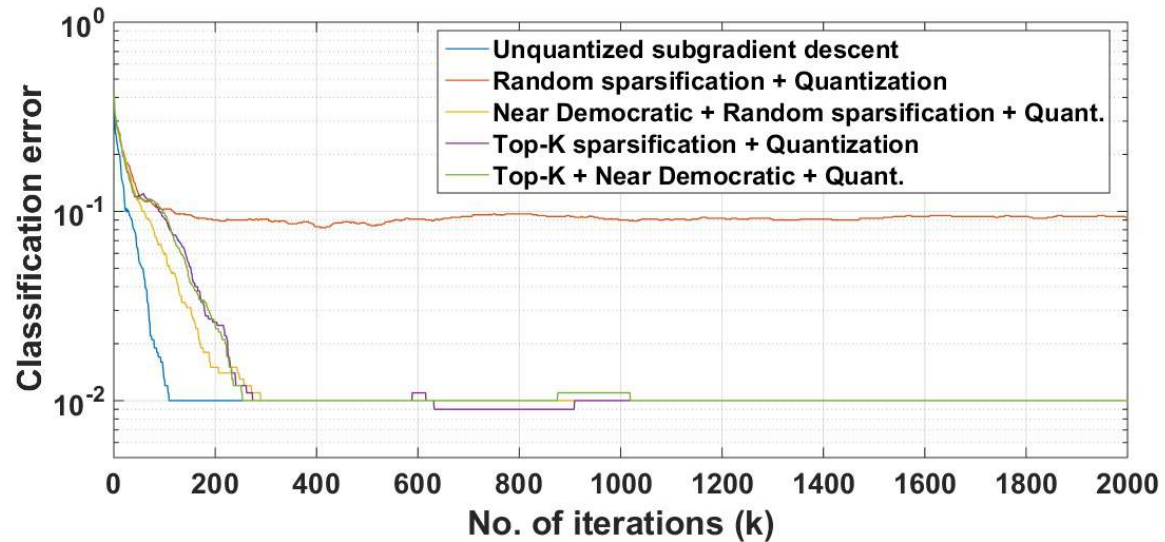 10^0
Unquantized subgradient descent
Random sparsification + Quantization
Near Democratic + Random sparsification + Quant.
Top-K sparsification + Quantization
Top-K + Near Democratic + Quant.
Classification error
10^-1
10^-2
0 200 400 600 800 1000 1200 1400 1600 1800 2000
No. of iterations (k)